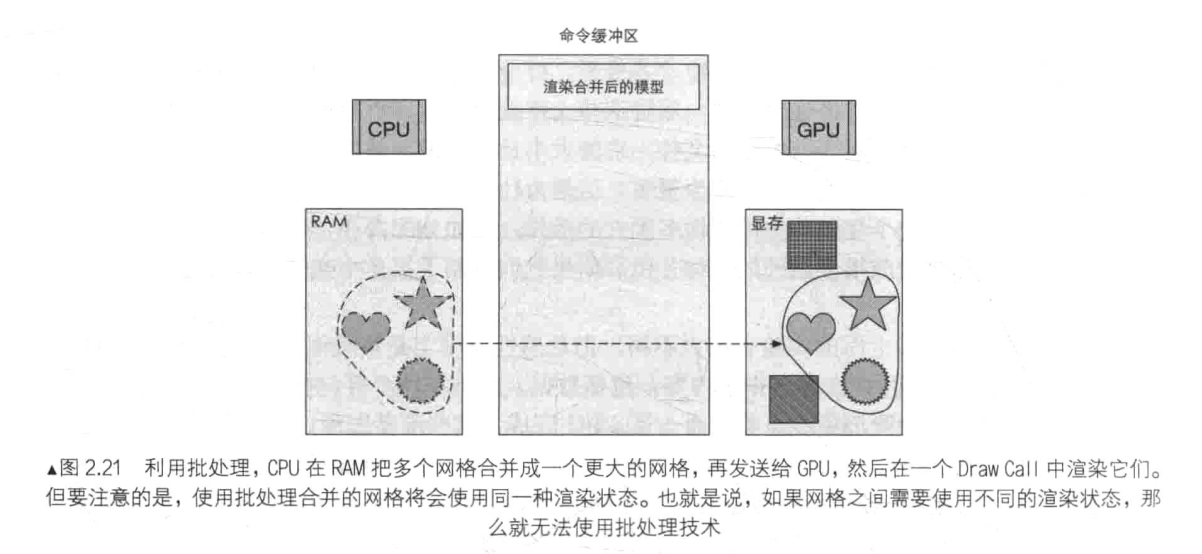 命令缓冲区
渲染合并后的模型
CPU
GPU
RAM
显存
▲图 2.21 利用批处理，CPU 在 RAM 把多个网格合并成一个更大的网格，再发送给 GPU，然后在一个 Draw Call 中渲染它们。
但要注意的是，使用批处理合并的网格将会使用同一种渲染状态。也就是说，如果网格之间需要使用不同的渲染状态，那
么就无法使用批处理技术